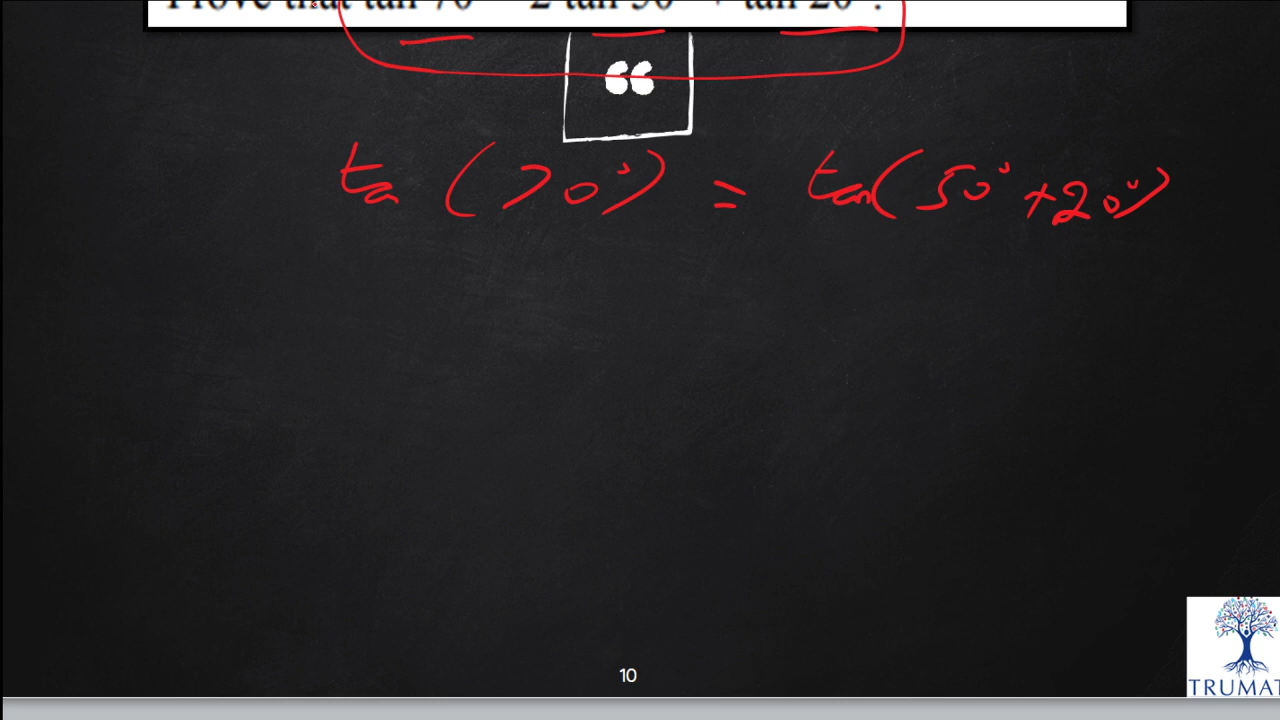 Prove that tan 70° = 2 tan 50° + tan 20°.
“
tan (70°) = tan(50° + 20°)
10
TRUMAT